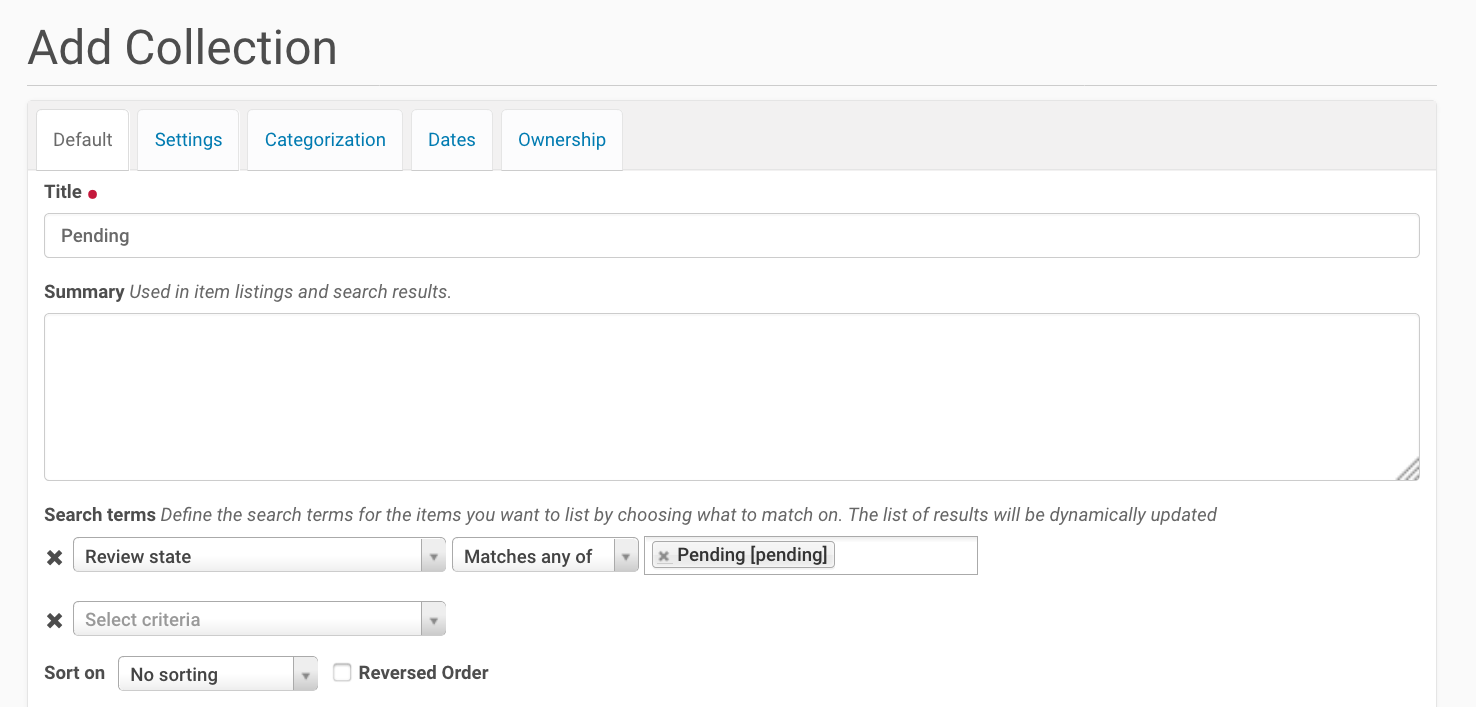 Add Collection
Default Settings Categorization Dates Ownership
Title
Pending
Summary Used in item listings and search results.
Search terms Define the search terms for the items you want to list by choosing what to match on. The list of results will be dynamically updated
Review state Matches any of Pending [pending]
Select criteria
Sort on No sorting Reversed Order